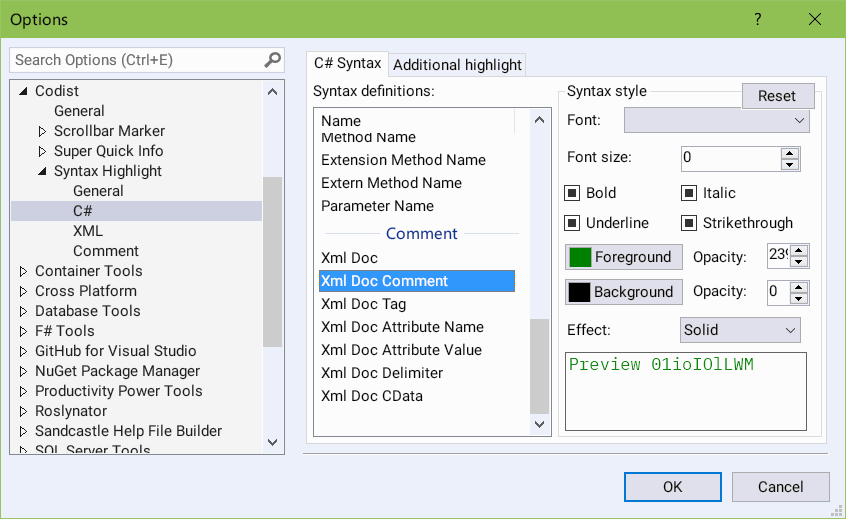 Options
?
Search Options (Ctrl+E)
Codist
General
Scrollbar Marker
Super Quick Info
Syntax Highlight
General
C#
XML
Comment
Container Tools
Cross Platform
Database Tools
F# Tools
GitHub for Visual Studio
NuGet Package Manager
Productivity Power Tools
Roslynator
Sandcastle Help File Builder
SQL Server Tools
C# Syntax
Additional highlight
Syntax definitions:
Name
Method Name
Extension Method Name
Extern Method Name
Parameter Name
Comment
Xml Doc
Xml Doc Comment
Xml Doc Tag
Xml Doc Attribute Name
Xml Doc Attribute Value
Xml Doc Delimiter
Xml Doc CData
Syntax style
Reset
Font:
Font size: 0
Bold Italic
Underline Strikethrough
Foreground Opacity: 239
Background Opacity: 0
Effect: Solid
Preview 01ioIOlLWM
OK Cancel